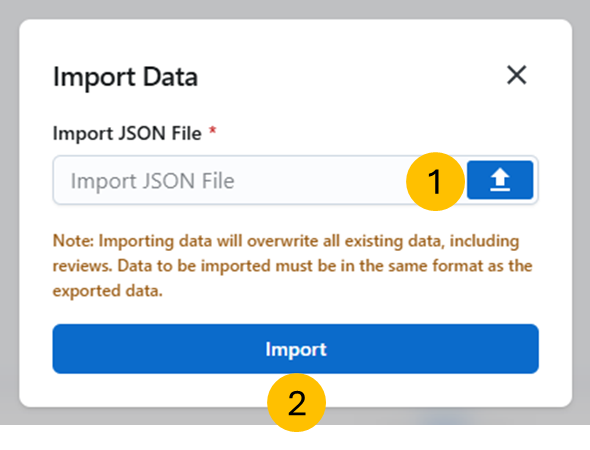 Import Data
Import JSON File *
Import JSON File
1
Note: Importing data will overwrite all existing data, including
reviews. Data to be imported must be in the same format as the
exported data.
Import
2